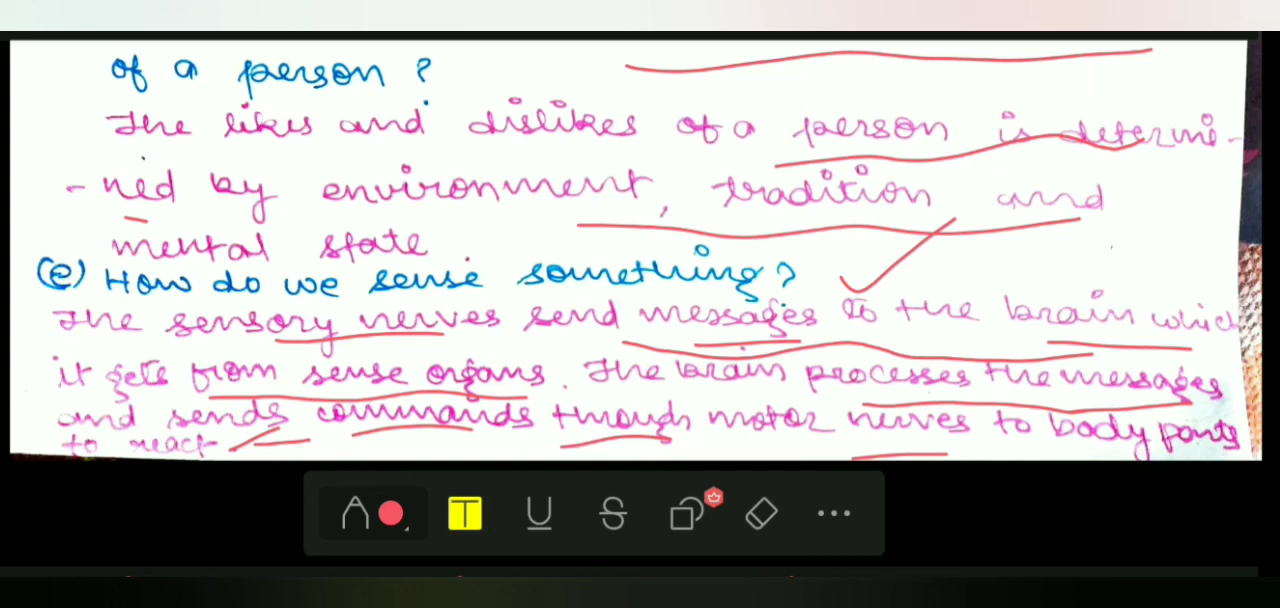 of a person?
The likes and dislikes of a person is determi-
-ned by environment, tradition and
mental state.
(e) How do we sense something?
The sensory nerves send messages to the brain which
it gets from sense organs. The brain processes the messages
and sends commands through motor nerves to body parts
to react